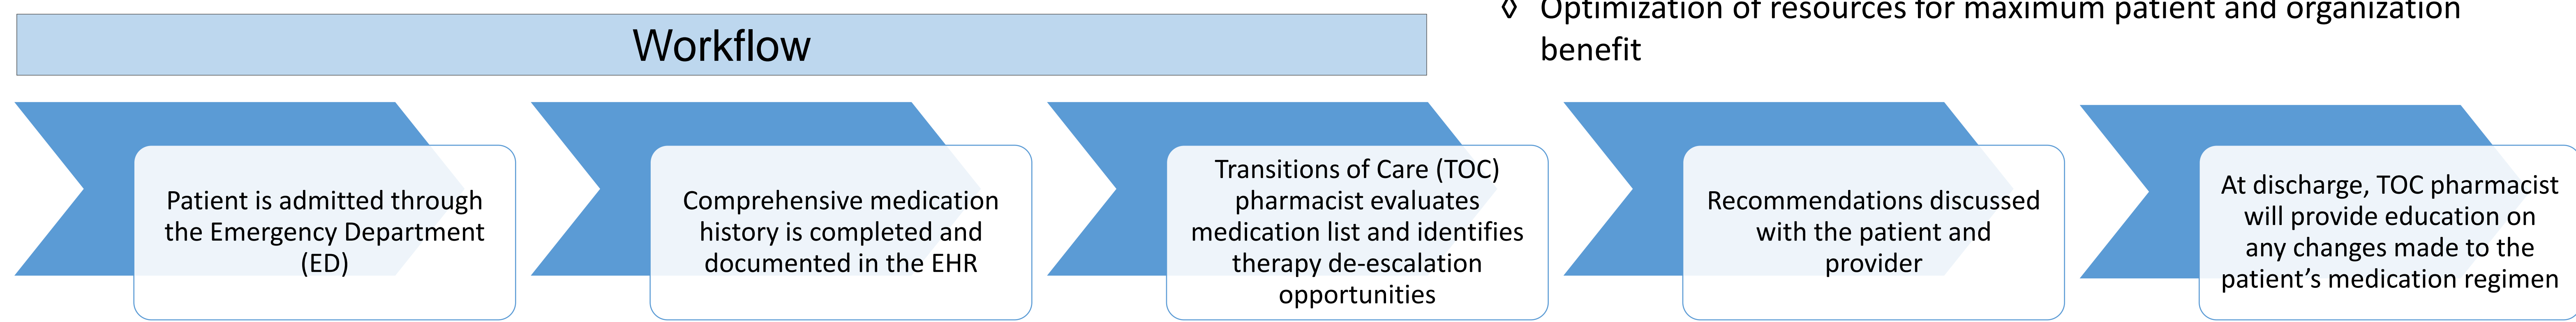 Workflow
◊ Optimization of resources for maximum patient and organization
benefit
Patient is admitted through
the Emergency Department
(ED)
Comprehensive medication
history is completed and
documented in the EHR
Transitions of Care (TOC)
pharmacist evaluates
medication list and identifies
therapy de-escalation
opportunities
Recommendations discussed
with the patient and
provider
At discharge, TOC pharmacist
will provide education on
any changes made to the
patient’s medication regimen